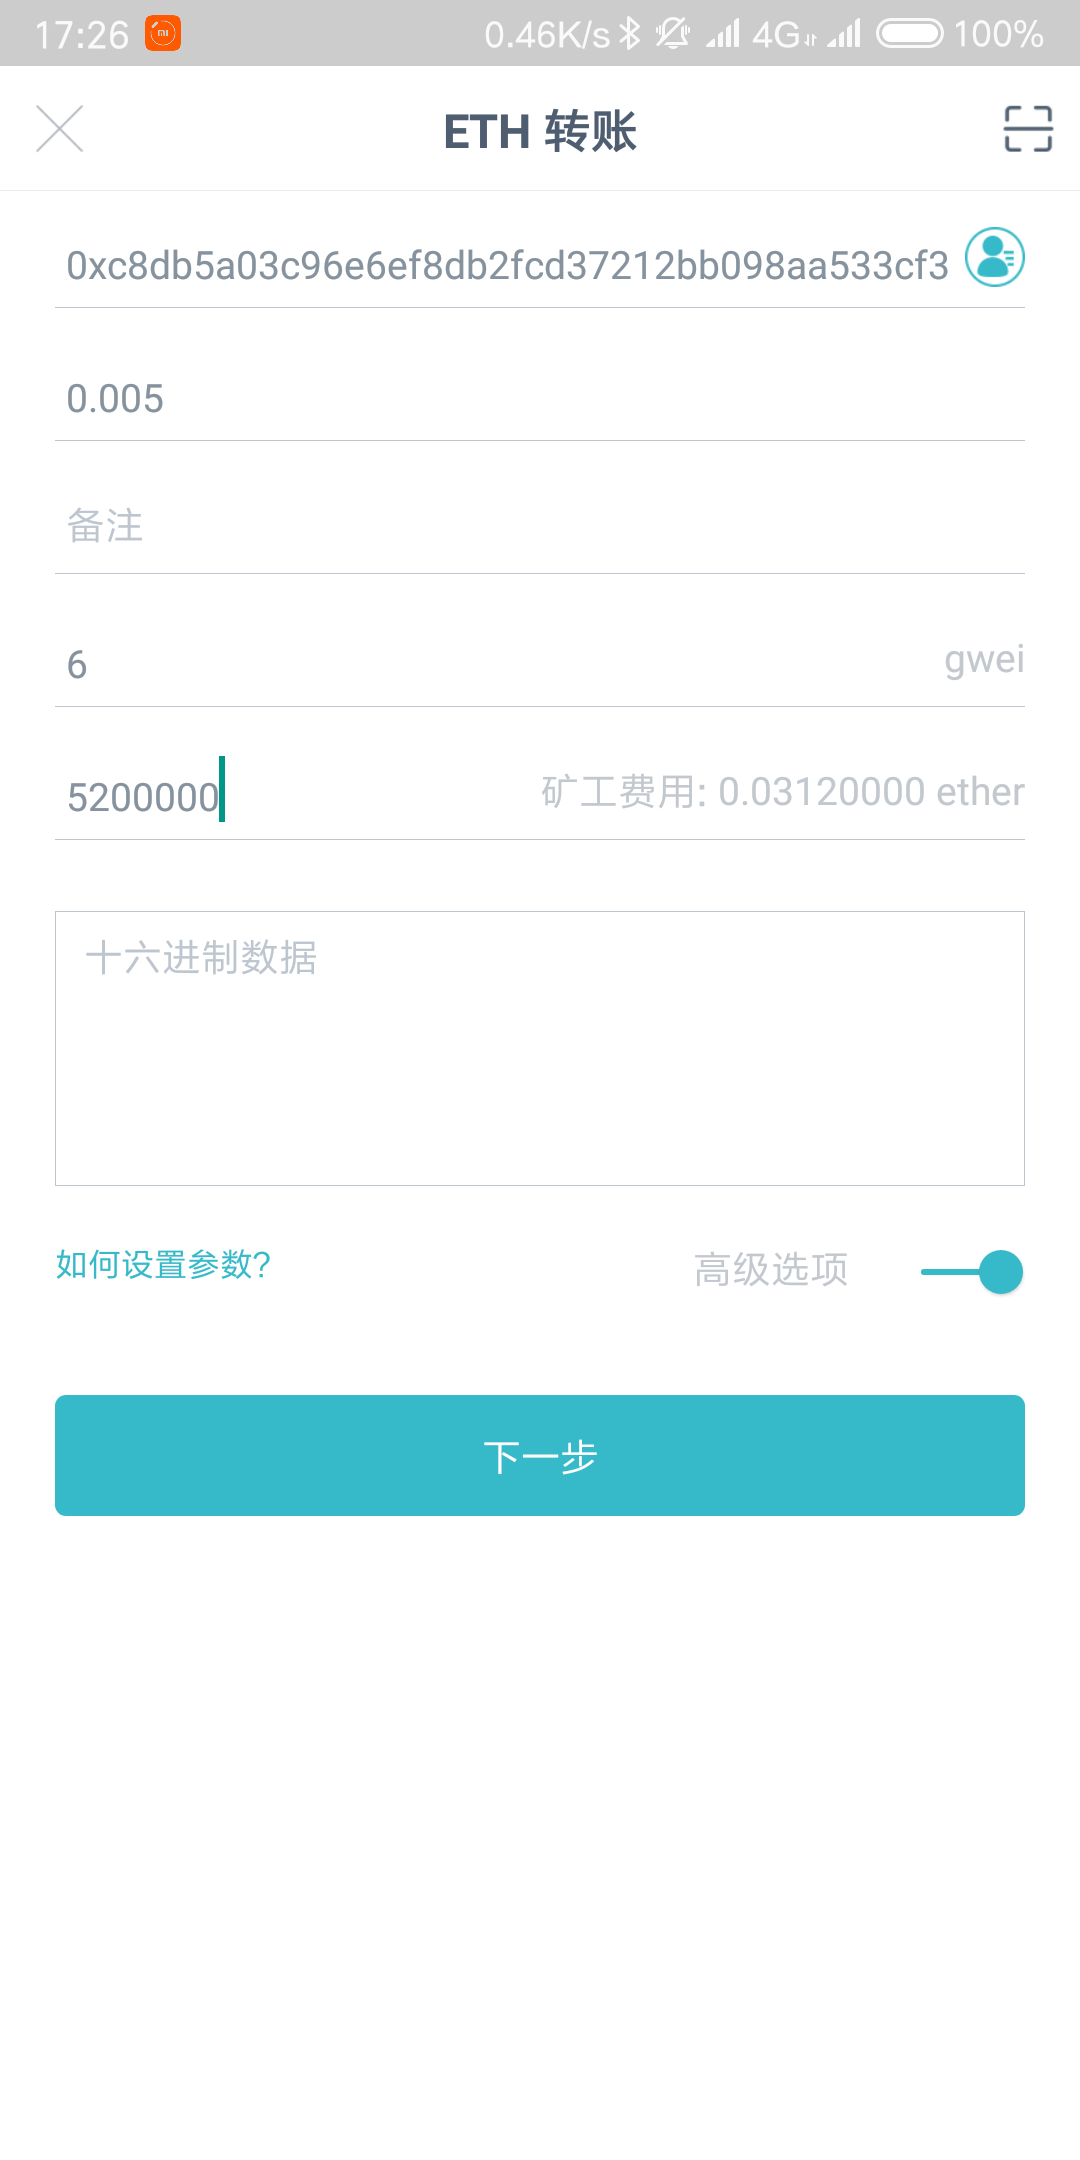 17:26 0.46K/s 4G 100%
ETH 转账
0xc8db5a03c96e6ef8db2fcd37212bb098aa533cf3
0.005
备注
6 gwei
5200000 矿工费用: 0.03120000 ether
十六进制数据
如何设置参数? 高级选项
下一步